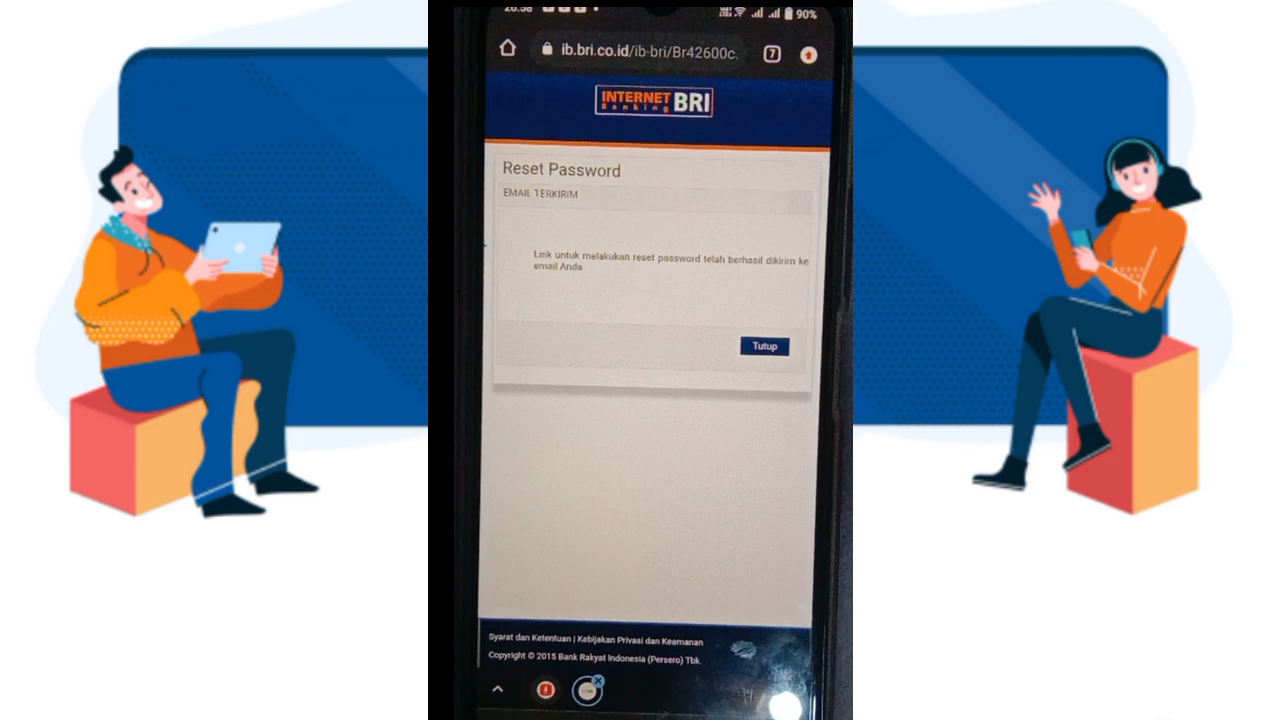 20:58
90%
ib.bri.co.id/ib-bri/Br42600c.
7
INTERNET
Banking BRI
Reset Password
EMAIL TERKIRIM
Link untuk melakukan reset password telah berhasil dikirim ke
email Anda
Tutup
Syarat dan Ketentuan | Kebijakan Privasi dan Keamanan
Copyright © 2015 Bank Rakyat Indonesia (Persero) Tbk.